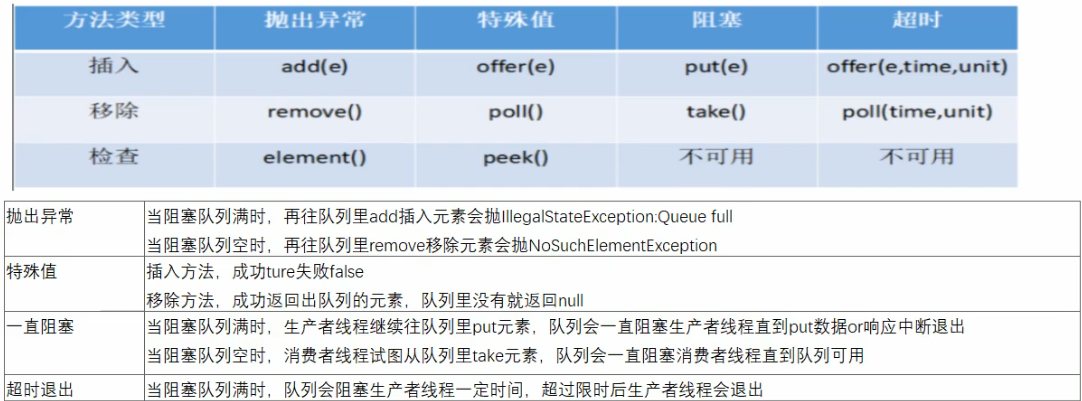 方法类型 抛出异常 特殊值 阻塞 超时
插入 add(e) offer(e) put(e) offer(e,time,unit)
移除 remove() poll() take() poll(time,unit)
检查 element() peek() 不可用 不可用
抛出异常 当阻塞队列满时，再往队列里add插入元素会抛IllegalStateException:Queue full
当阻塞队列空时，再往队列里remove移除元素会抛NoSuchElementException
特殊值 插入方法，成功ture失败false
移除方法，成功返回出队列的元素，队列里没有就返回null
一直阻塞 当阻塞队列满时，生产者线程继续往队列里put元素，队列会一直阻塞生产者线程直到put数据or响应中断退出
当阻塞队列空时，消费者线程试图从队列里take元素，队列会一直阻塞消费者线程直到队列可用
超时退出 当阻塞队列满时，队列会阻塞生产者线程一定时间，超过限时后生产者线程会退出